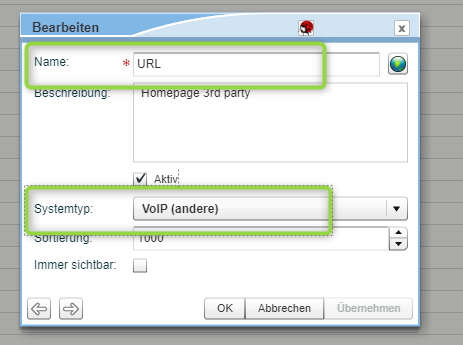 Bearbeiten
x
Name: * URL
Beschreibung: Homepage 3rd party
Aktiv
Systemtyp: VoIP (andere)
Sortierung: 1000
Immer sichtbar:
OK Abbrechen Übernehmen